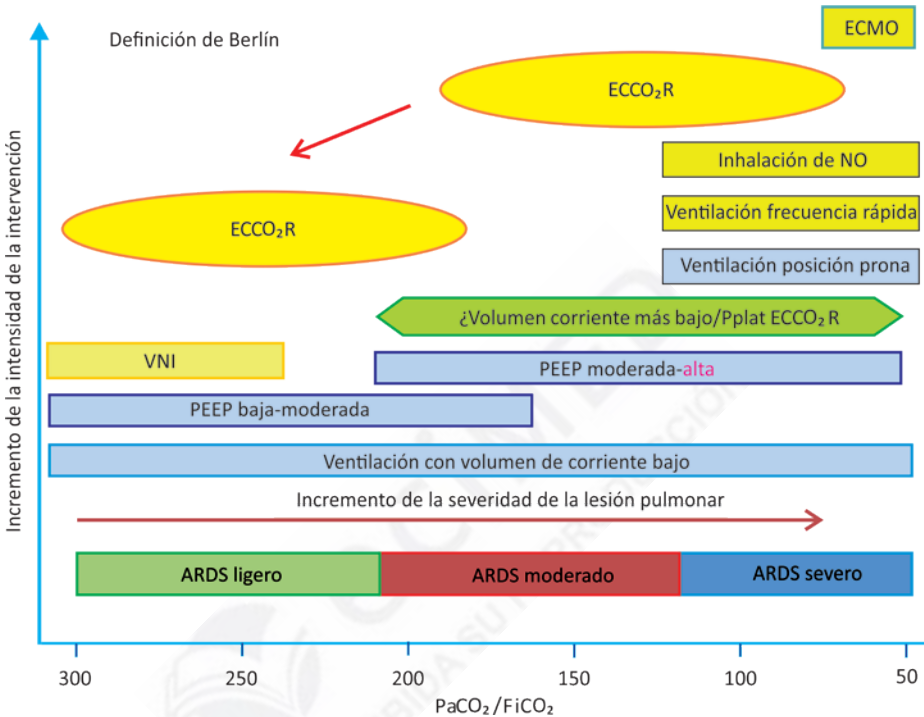 Definición de Berlín
ECMO
ECCO₂R
Inhalación de NO
ECCO₂R
Ventilación frecuencia rápida
Ventilación posición prona
¿Volumen corriente más bajo/Pplat ECCO₂ R
VNI
PEEP moderada-alta
PEEP baja-moderada
Ventilación con volumen de corriente bajo
Incremento de la severidad de la lesión pulmonar
ARDS ligero
ARDS moderado
ARDS severo
300
250
200
150
100
50
PaCO₂/FiCO₂
Incremento de la intensidad de la intervención